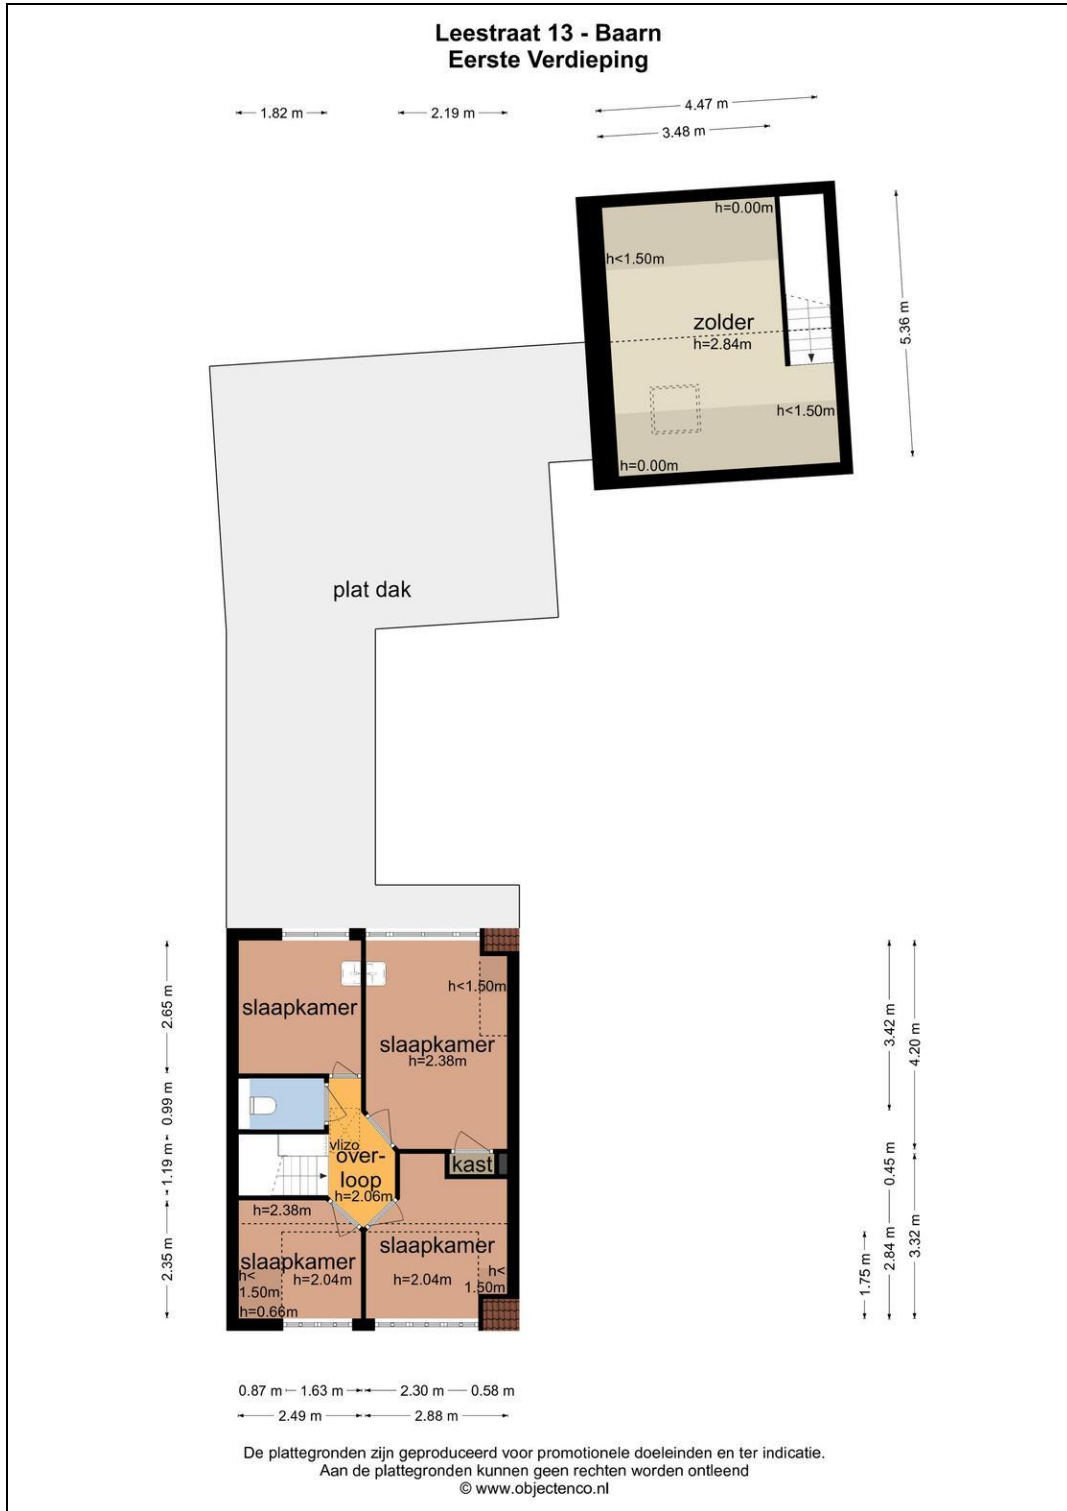 Leestraat 13 - Baarn
Eerste Verdieping
1.82 m
2.19 m
4.47 m
3.48 m
h=0.00m
h<1.50m
zolder
h=2.84m
5.36 m
h<1.50m
h=0.00m
plat dak
2.65 m
0.99 m
1.19 m
2.35 m
slaapkamer
h<1.50m
slaapkamer
h=2.38m
3.42 m
4.20 m
vlizo
over-
loop
h=2.06m
kast
0.45 m
h=2.38m
slaapkamer
h=2.04m
h<
1.50m
h=0.66m
slaapkamer
h=2.04m
h<
1.50m
1.75 m
2.84 m
3.32 m
0.87 m 1.63 m 2.30 m 0.58 m
2.49 m 2.88 m
De plattegronden zijn geproduceerd voor promotionele doeleinden en ter indicatie.
Aan de plattegronden kunnen geen rechten worden ontleend
© www.objectenco.nl